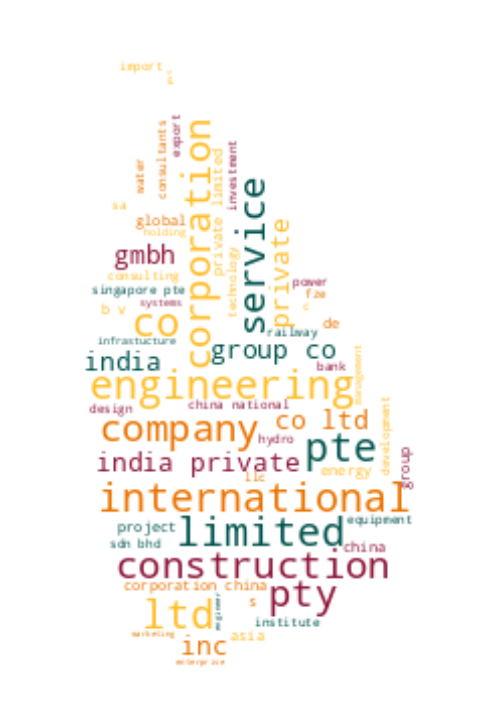 import
pvt
export
consultants
corporation
water
investment
private limited
service
sa
global
holding
private
gmbh
technology
consulting
singapore pte
power
fze
systems
b v
c
co
de
railway
infrastucture
group co
india
bank
management
engineering
design
china national
development
company
co ltd
hydro
pte
india private
energy
group
llc
international
project
limited
equipment
sdn bhd
china
construction
corporation china
pty
s
ltd
engineer
institute
marketing
asia
inc
enterprise